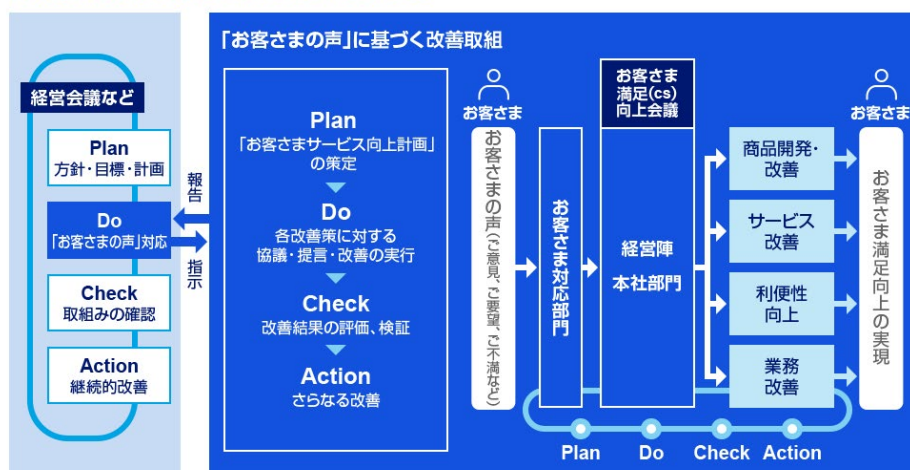 経営会議など
Plan
方針・目標・計画
Do
「お客さまの声」対応
Check
取組みの確認
Action
継続的改善
報告
指示
「お客さまの声」に基づく改善取組
Plan
「お客さまサービス向上計画」
の策定
Do
各改善策に対する
協議・提言・改善の実行
Check
改善結果の評価、検証
Action
さらなる改善
お客さま
お客さまの声(ご意見、ご要望、ご不満など)
お客さま対応部門
お客さま
満足(cs)
向上会議
経営陣
本社部門
商品開発・
改善
サービス
改善
利便性
向上
業務
改善
お客さま
お客さま満足向上の実現
Plan
Do
Check
Action